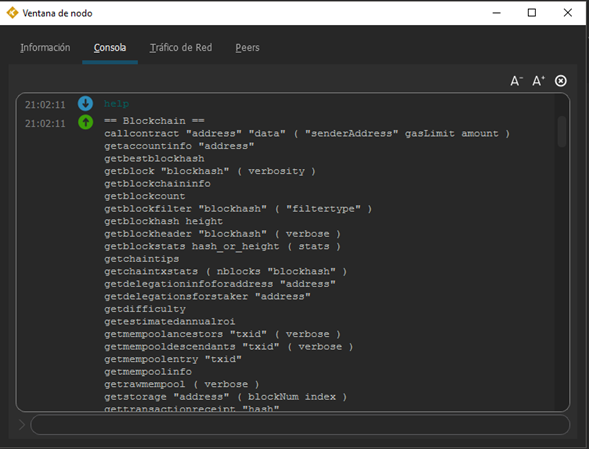 Ventana de nodo
Información Consola Tráfico de Red Peers
A- A+
21:02:11 help
21:02:11 == Blockchain ==
callcontract "address" "data" ( "senderAddress" gasLimit amount )
getaccountinfo "address"
getbestblockhash
getblock "blockhash" ( verbosity )
getblockchaininfo
getblockcount
getblockfilter "blockhash" ( "filtertype" )
getblockhash height
getblockheader "blockhash" ( verbose )
getblockstats hash_or_height ( stats )
getchaintips
getchaintxstats ( nblocks "blockhash" )
getdelegationinfoforaddress "address"
getdelegationsforstaker "address"
getdifficulty
getestimatedannualroi
getmempoolancestors "txid" ( verbose )
getmempooldescendants "txid" ( verbose )
getmempoolentry "txid"
getmempoolinfo
getrawmempool ( verbose )
getstorage "address" ( blockNum index )
gettransactionreceipt "hash"